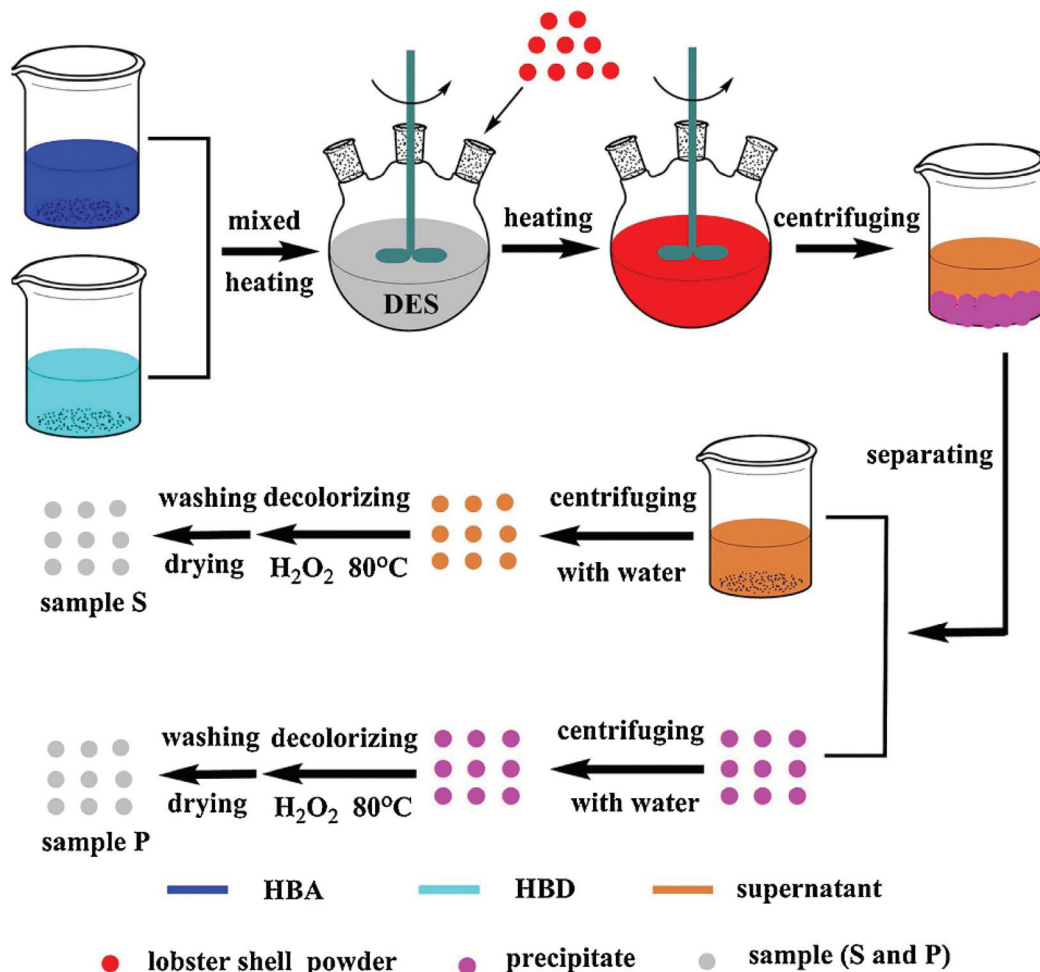 mixed
heating
DES
heating
centrifuging
separating
washing decolorizing
drying H₂O₂ 80°C
sample S
centrifuging
with water
washing decolorizing
drying H₂O₂ 80°C
sample P
centrifuging
with water
HBA HBD supernatant
lobster shell powder precipitate sample (S and P)